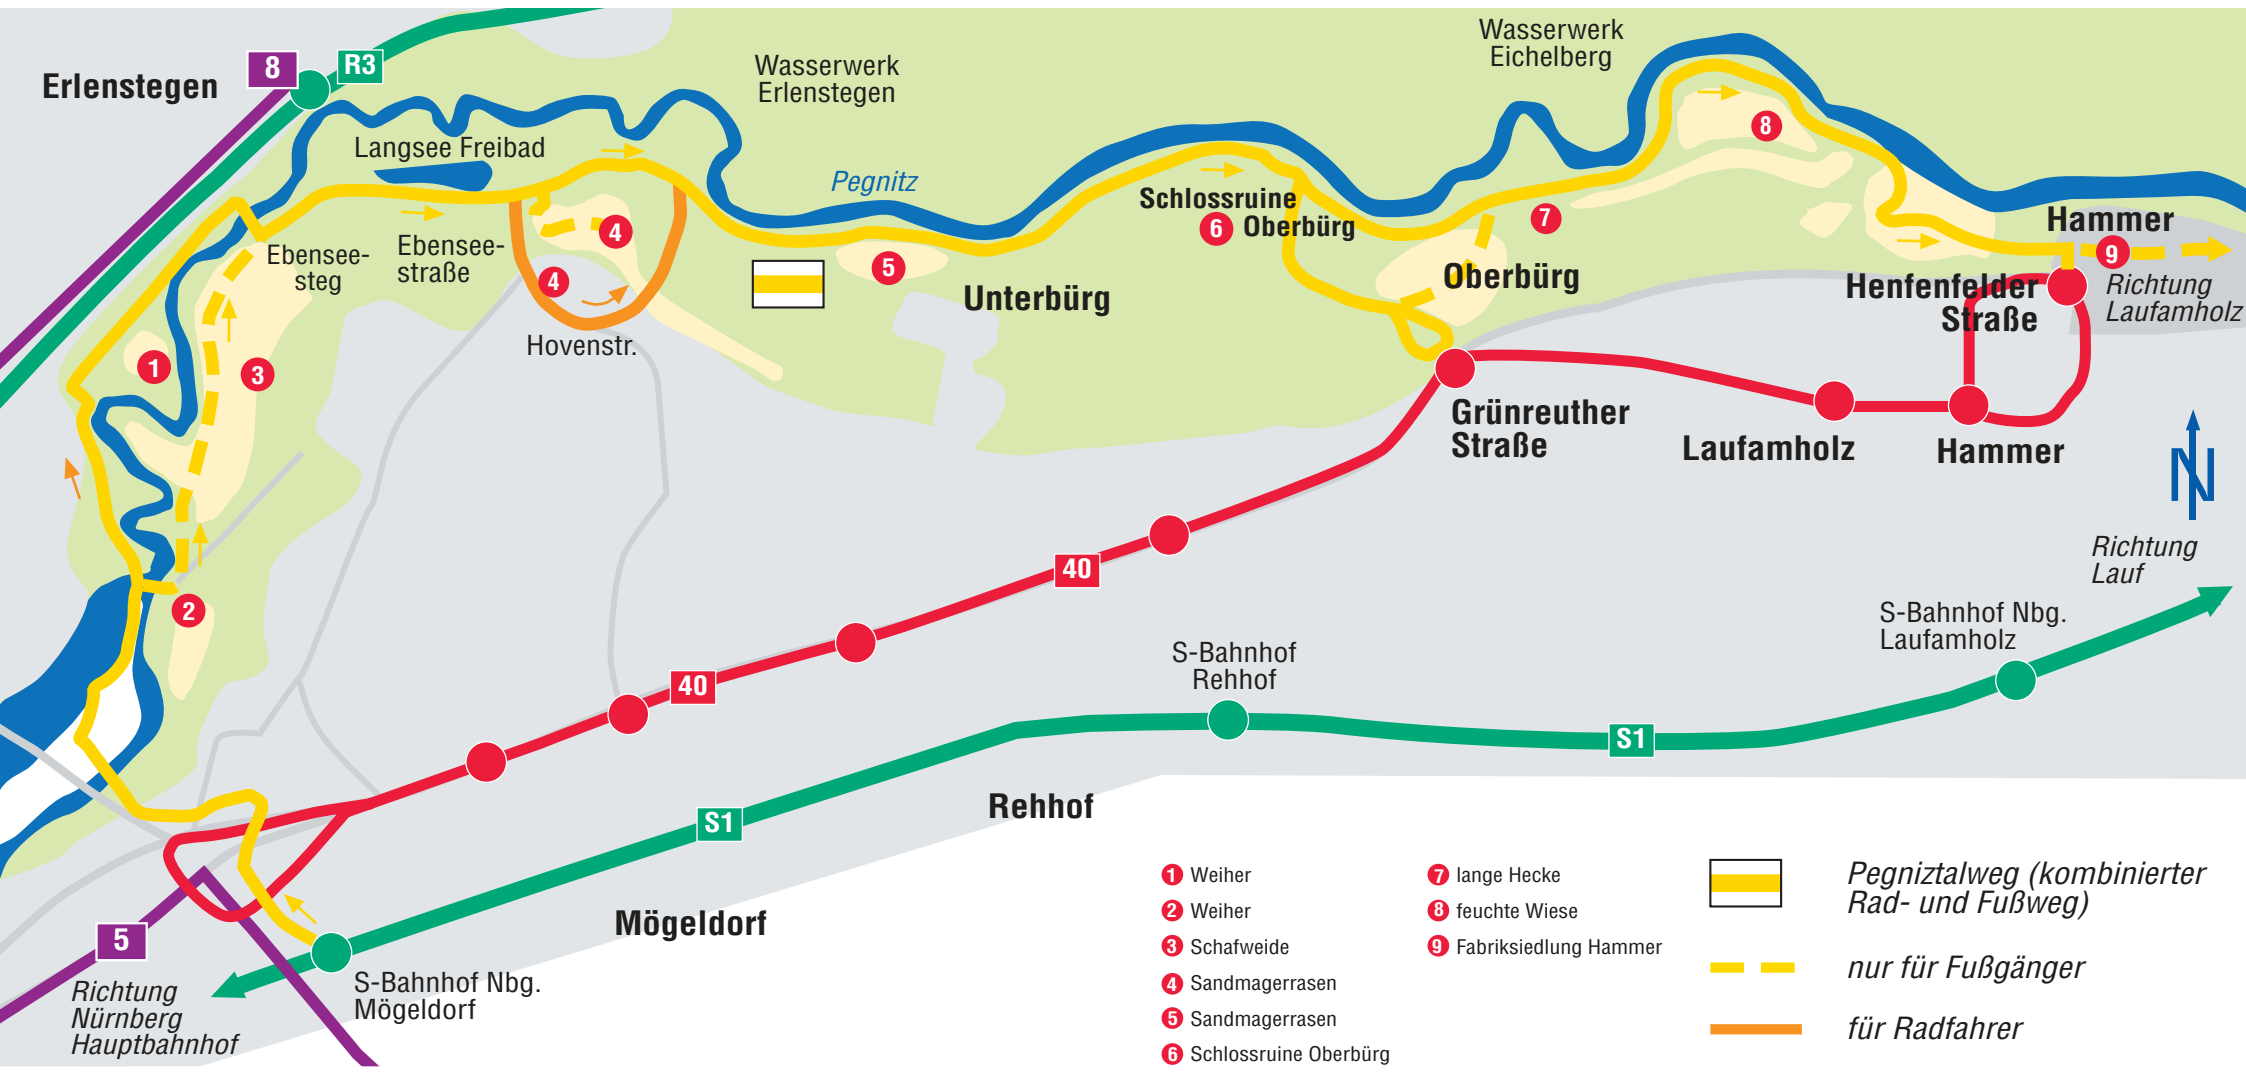 Erlenstegen
8
R3
Wasserwerk
Erlenstegen
Wasserwerk
Eichelberg
Langsee Freibad
Pegnitz
Schlossruine
6 Oberbürg
7
8
Hammer
9
Richtung
Laufamholz
Ebensee-
steg
Ebensee-
straße
4
4
5
Unterbürg
Oberbürg
Henfenfelder
Straße
Hovenstr.
1
3
2
Grünreuther
Straße
Laufamholz
Hammer
N
Richtung
Lauf
40
40
S-Bahnhof
Rehhof
S-Bahnhof Nbg.
Laufamholz
S1
S1
Rehhof
Mögeldorf
5
Richtung
Nürnberg
Hauptbahnhof
S-Bahnhof Nbg.
Mögeldorf
1 Weiher
2 Weiher
3 Schafweide
4 Sandmagerrasen
5 Sandmagerrasen
6 Schlossruine Oberbürg
7 lange Hecke
8 feuchte Wiese
9 Fabriksiedlung Hammer
Pegniztalweg (kombinierter
Rad- und Fußweg)
nur für Fußgänger
für Radfahrer